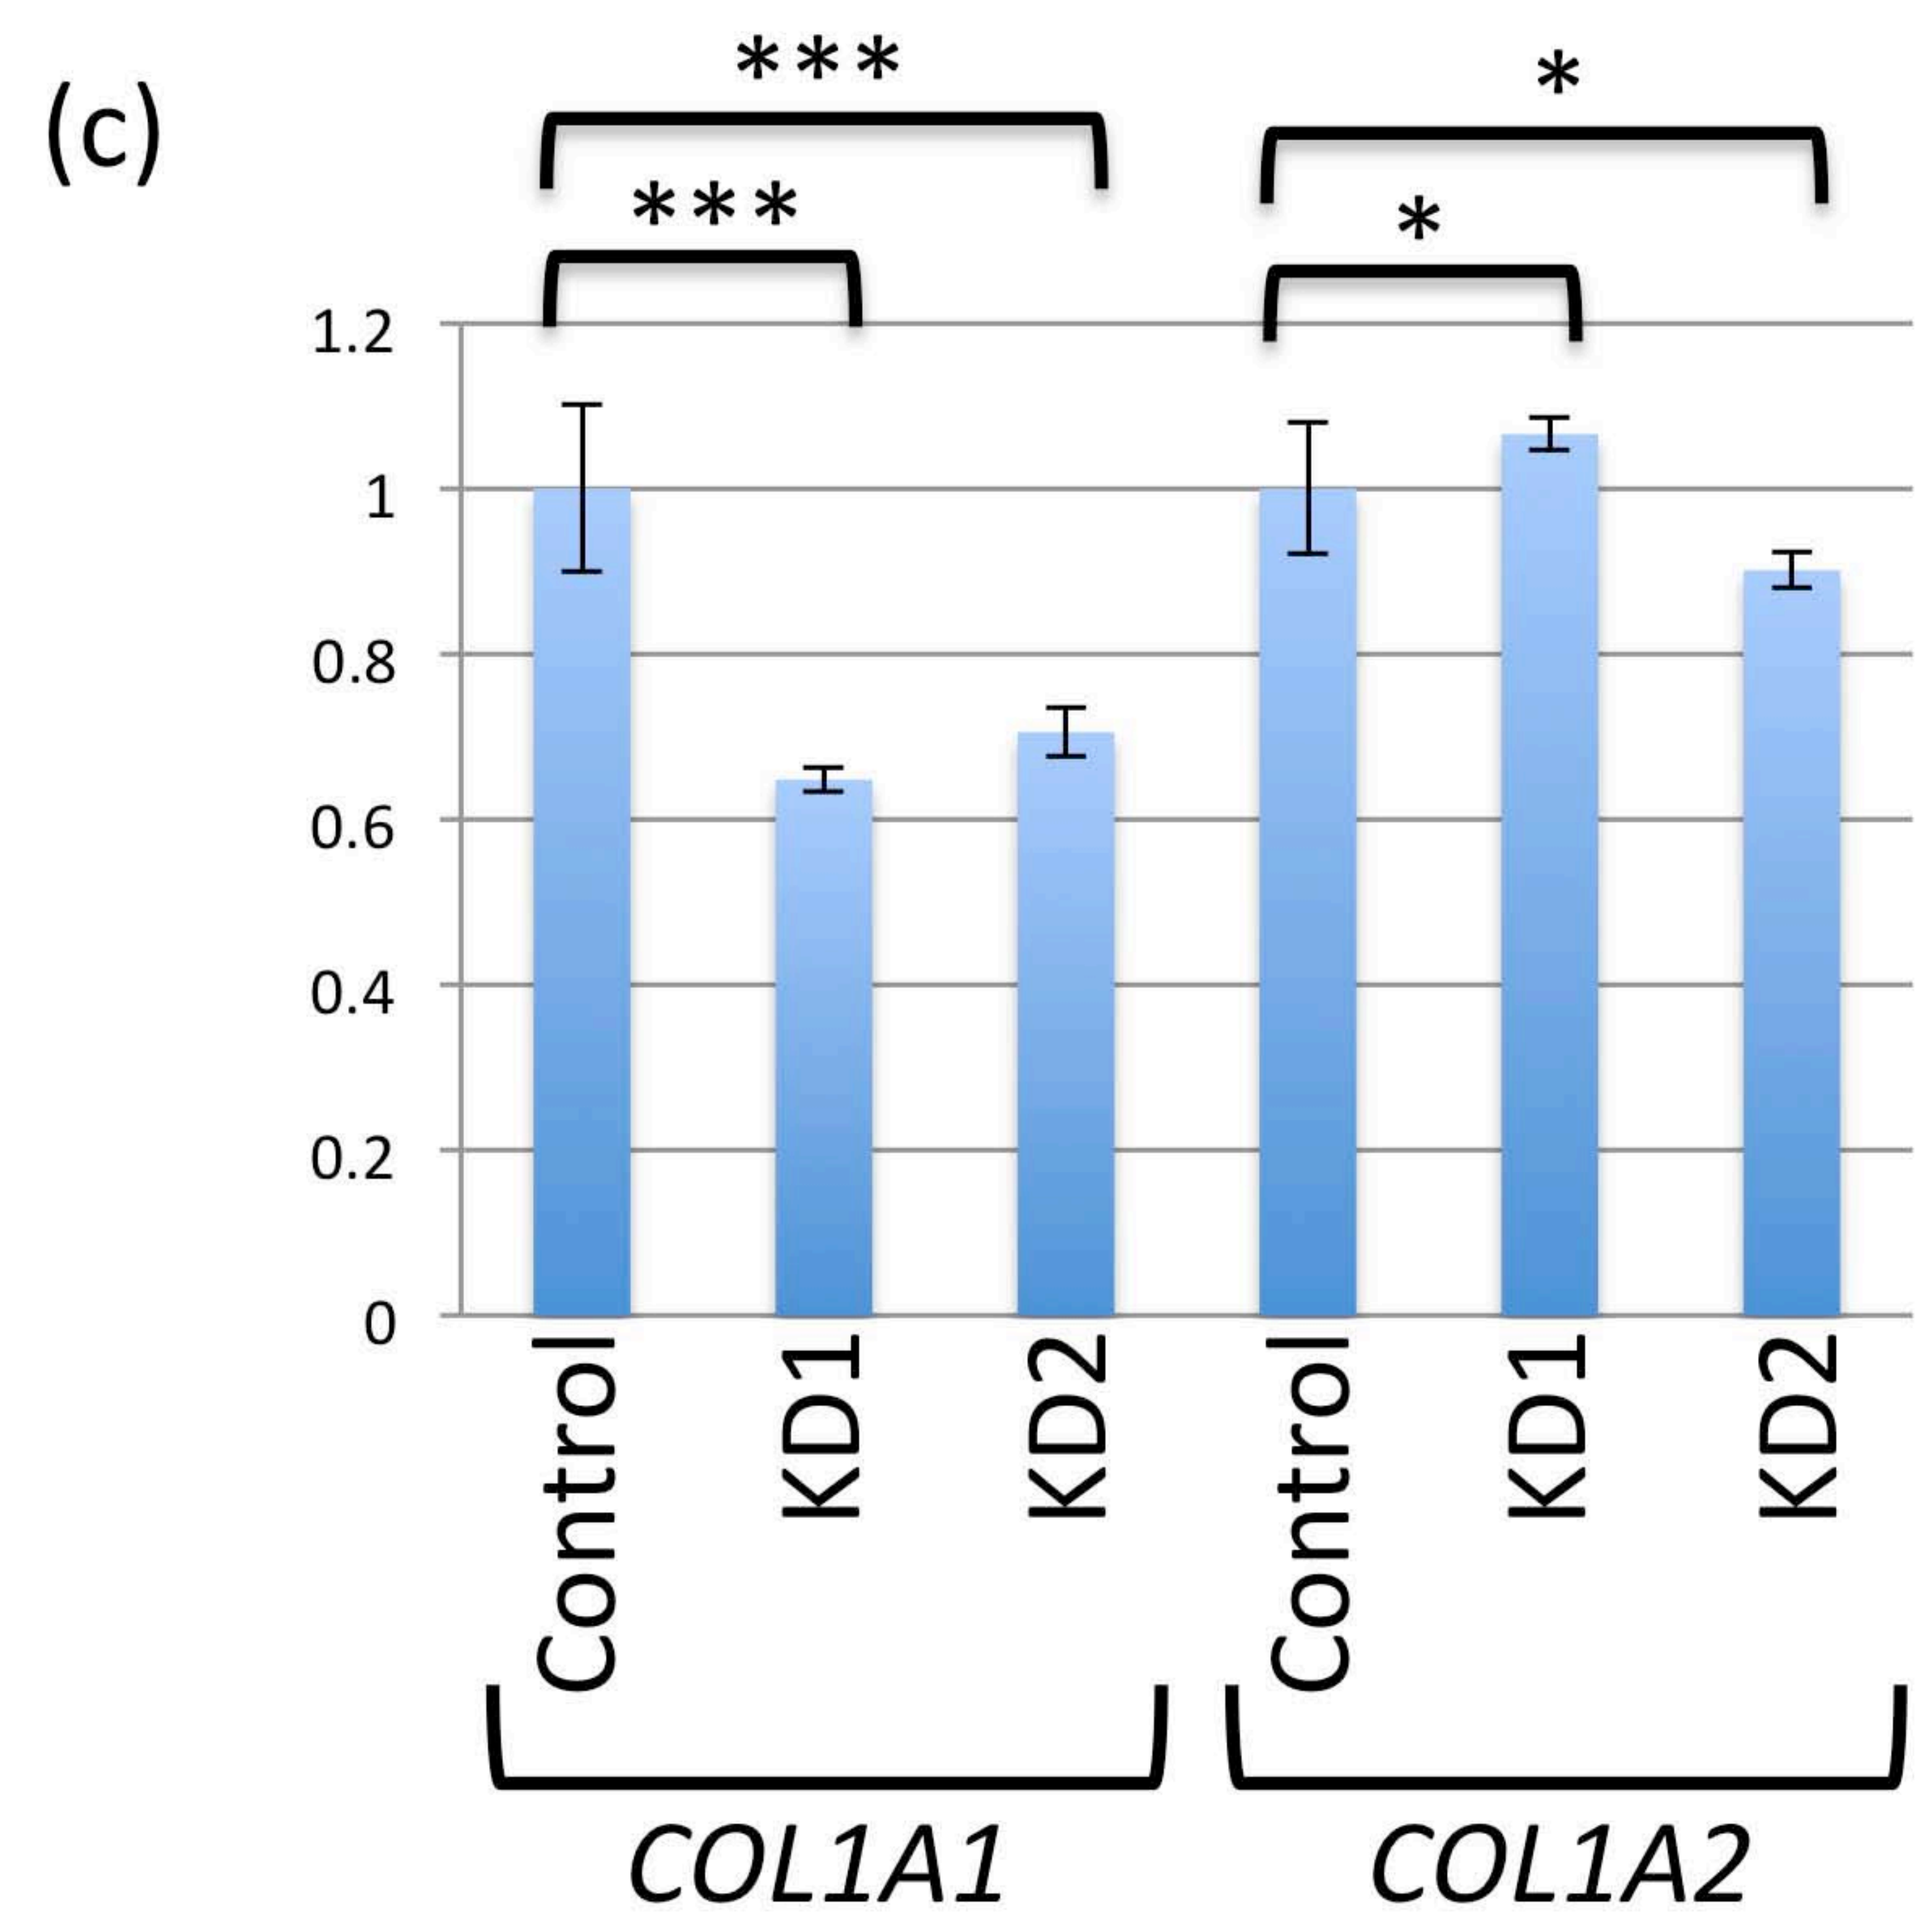 (c)
***
*
***
*
1.2
1
0.8
0.6
0.4
0.2
0
Control
KD1
KD2
Control
KD1
KD2
COL1A1
COL1A2